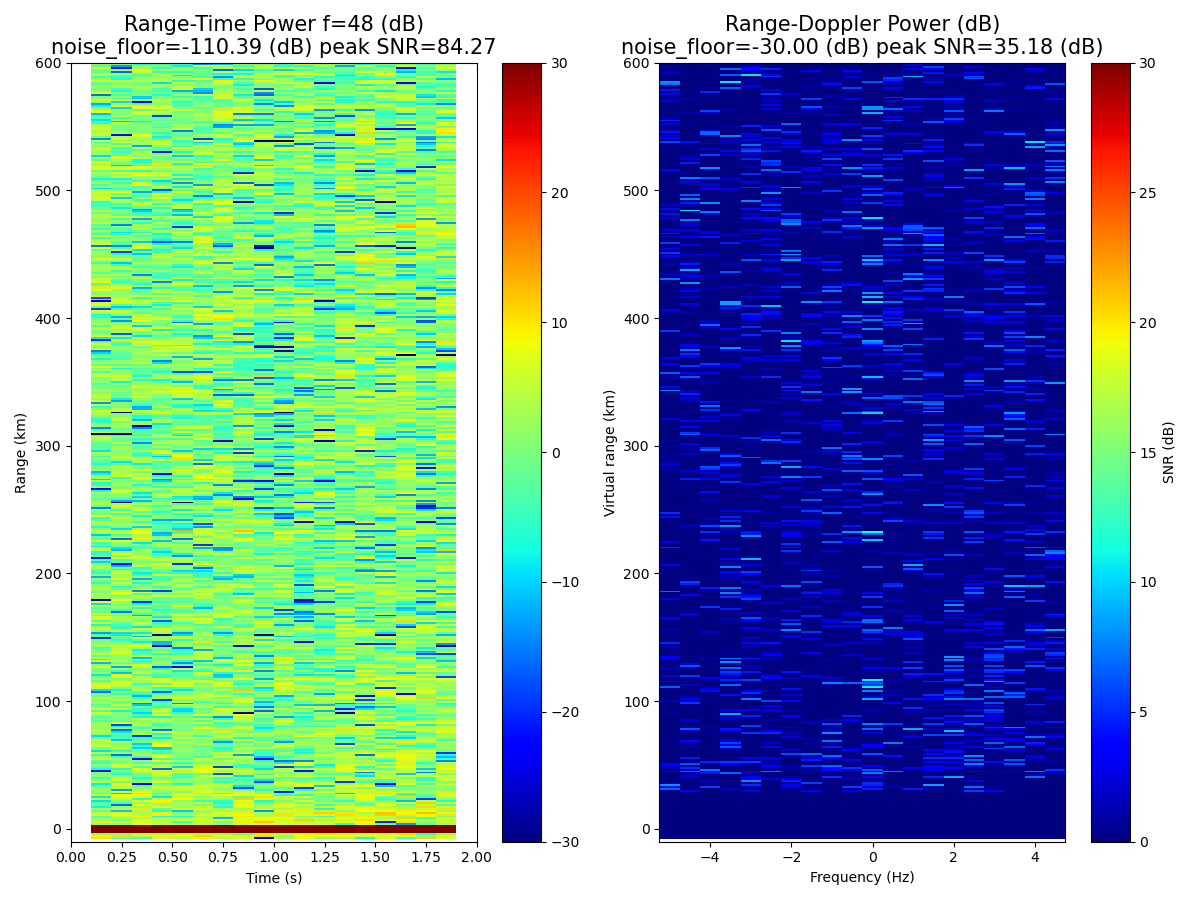 Range-Time Power f=48 (dB)
noise_floor=-110.39 (dB) peak SNR=84.27
600
500
400
300
200
100
0
Range (km)
0.00 0.25 0.50 0.75 1.00 1.25 1.50 1.75 2.00
Time (s)
30
20
10
0
−10
−20
−30
Range-Doppler Power (dB)
noise_floor=-30.00 (dB) peak SNR=35.18 (dB)
600
500
400
300
200
100
0
Virtual range (km)
−4 −2 0 2 4
Frequency (Hz)
30
25
20
15
10
5
0
SNR (dB)